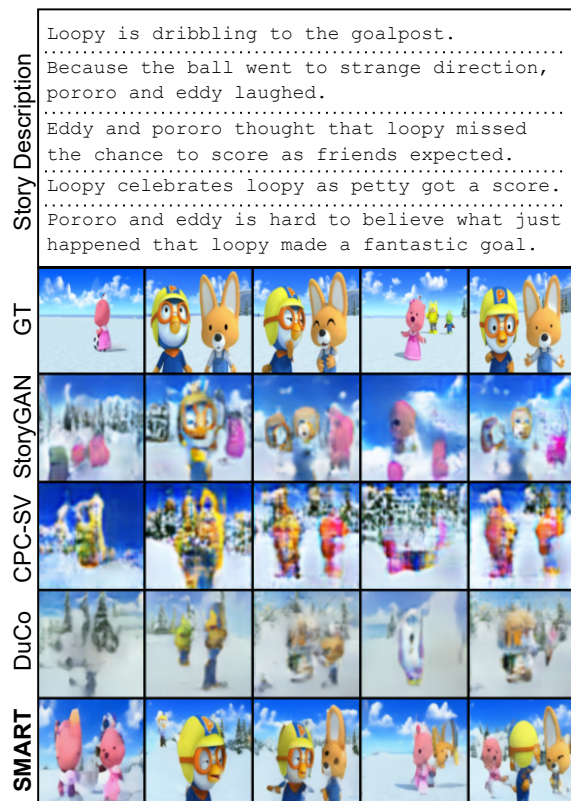 Story Description
Loopy is dribbling to the goalpost.
Because the ball went to strange direction,
pororo and eddy laughed.
Eddy and pororo thought that loopy missed
the chance to score as friends expected.
Loopy celebrates loopy as petty got a score.
Pororo and eddy is hard to believe what just
happened that loopy made a fantastic goal.
GT
StoryGAN
CPC-SV
DuCo
SMART